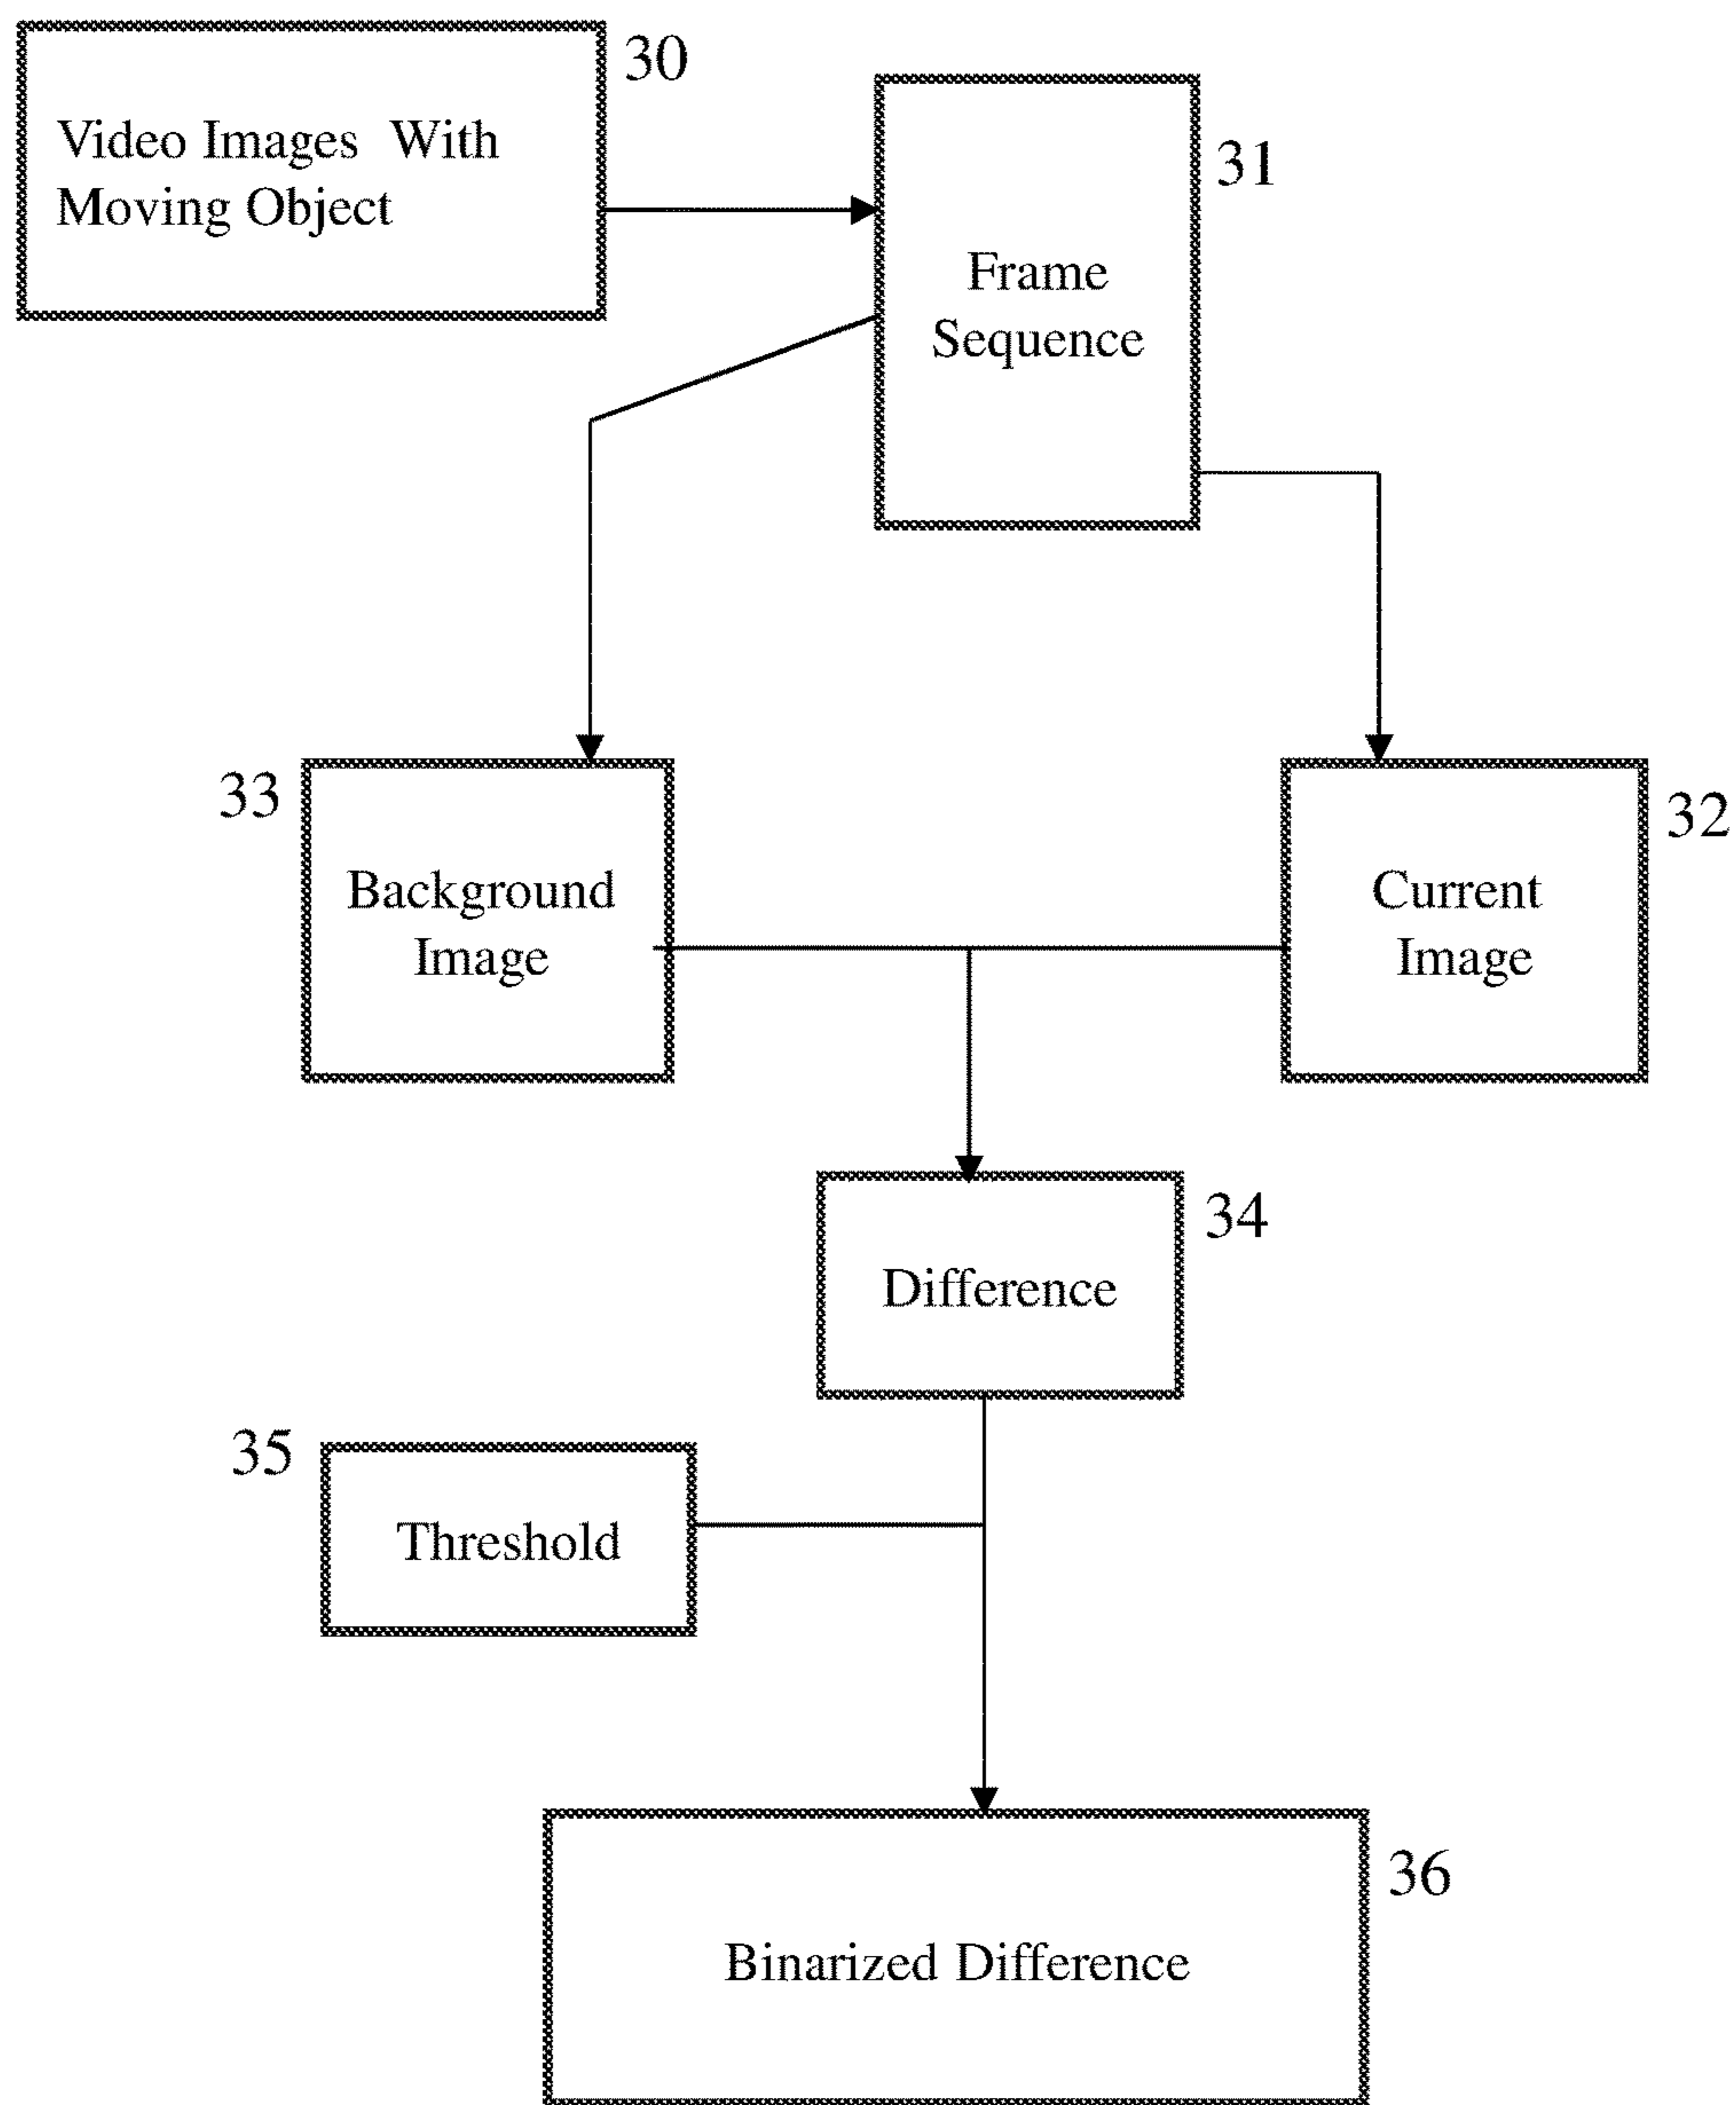 30
Video Images With
Moving Object
31
Frame
Sequence
33
Background
Image
32
Current
Image
34
Difference
35
Threshold
36
Binarized Difference